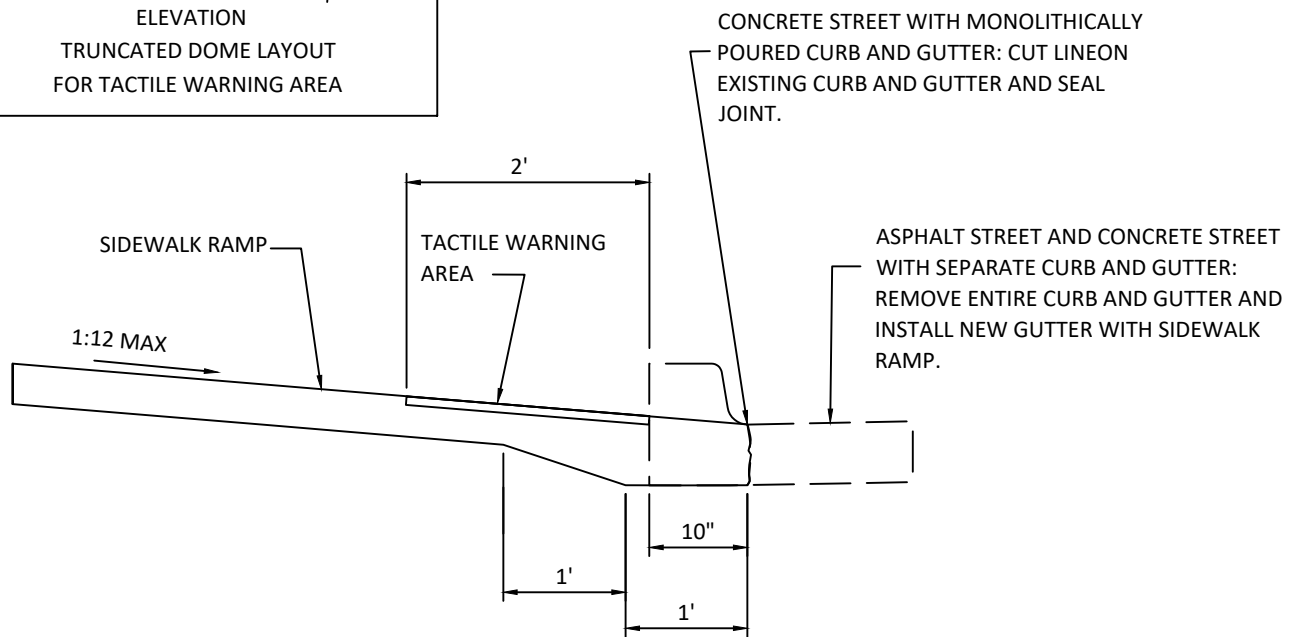 ELEVATION
TRUNCATED DOME LAYOUT
FOR TACTILE WARNING AREA
CONCRETE STREET WITH MONOLITHICALLY
POURED CURB AND GUTTER: CUT LINEON
EXISTING CURB AND GUTTER AND SEAL
JOINT.
2'
SIDEWALK RAMP
TACTILE WARNING
AREA
ASPHALT STREET AND CONCRETE STREET
WITH SEPARATE CURB AND GUTTER:
REMOVE ENTIRE CURB AND GUTTER AND
INSTALL NEW GUTTER WITH SIDEWALK
RAMP.
1:12 MAX
10"
1'
1'